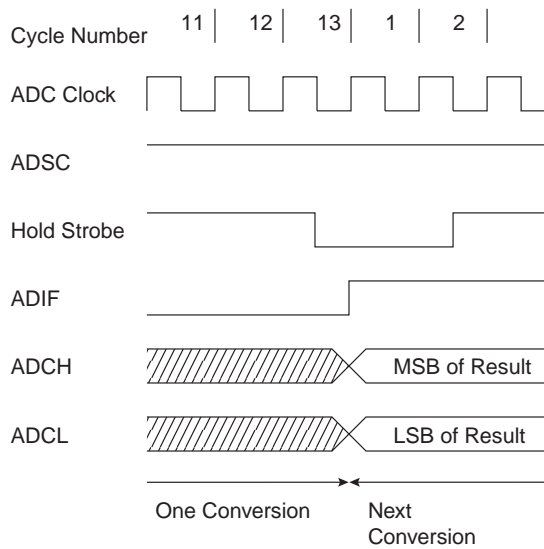 Cycle Number 11 12 13 1 2
ADC Clock
ADSC
Hold Strobe
ADIF
ADCH MSB of Result
ADCL LSB of Result
One Conversion Next
Conversion